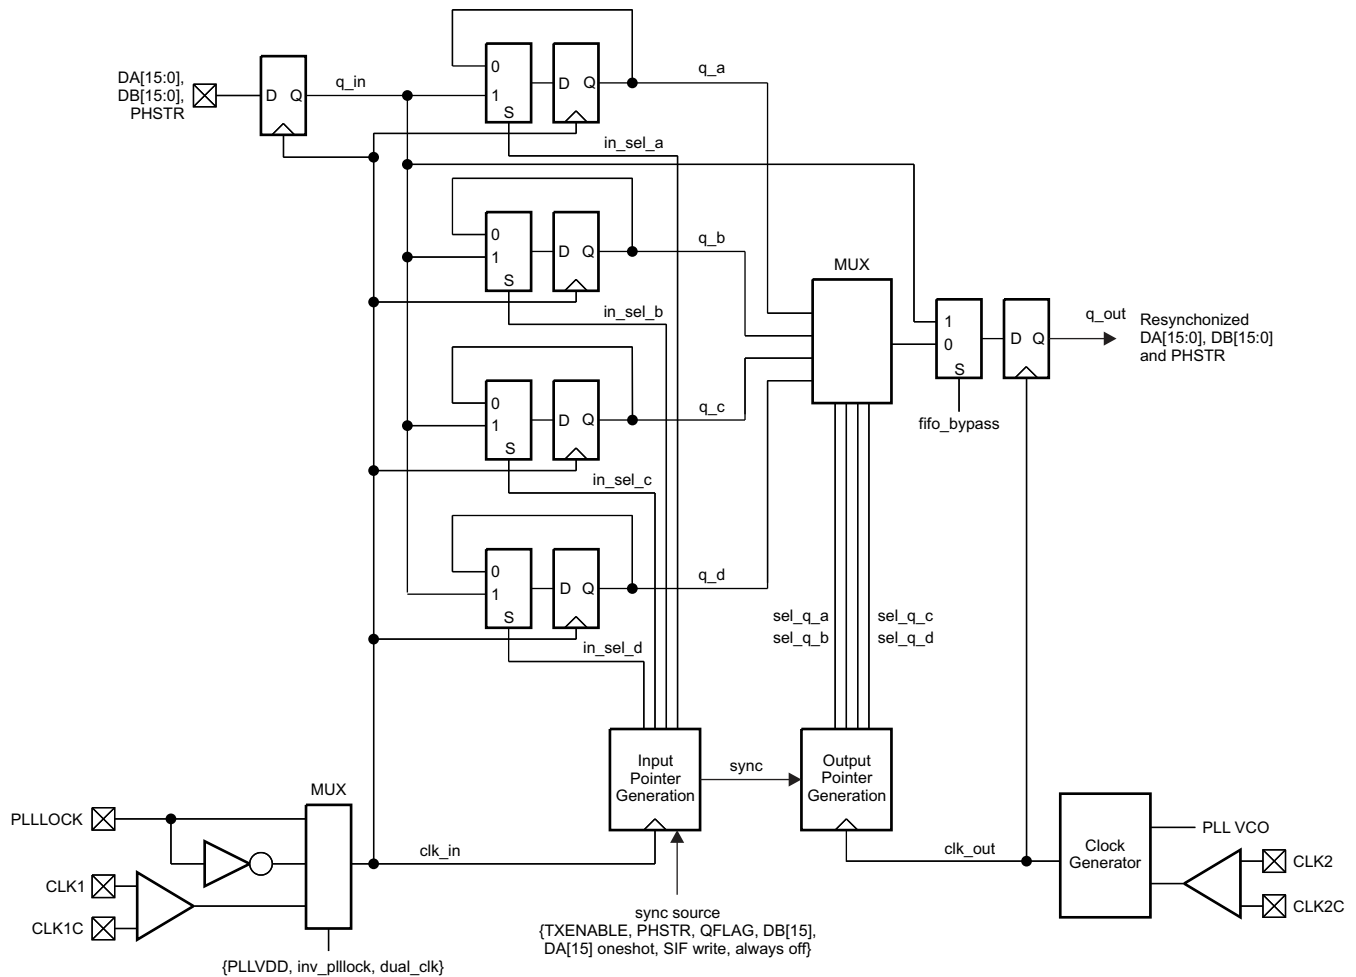 DA[15:0],
DB[15:0],
PHSTR
D Q
q_in
0
1
S
D Q
q_a
in_sel_a
0
1
S
D Q
q_b
in_sel_b
0
1
S
D Q
q_c
in_sel_c
0
1
S
D Q
q_d
in_sel_d
MUX
1
0
S
fifo_bypass
D Q
q_out
Resynchonized
DA[15:0], DB[15:0]
and PHSTR
sel_q_a
sel_q_b
sel_q_c
sel_q_d
Input
Pointer
Generation
sync
Output
Pointer
Generation
MUX
PLLLOCK
CLK1
CLK1C
clk_in
{PLLVDD, inv_plllock, dual_clk}
sync source
{TXENABLE, PHSTR, QFLAG, DB[15],
DA[15] oneshot, SIF write, always off}
clk_out
Clock
Generator
PLL VCO
CLK2
CLK2C